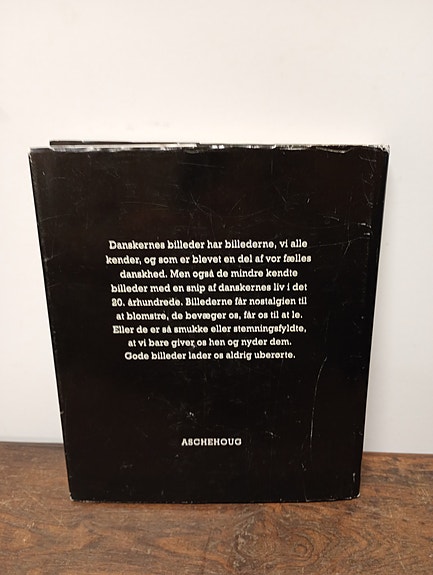 Danskernes billeder har billederne, vi alle
kender, og som er blevet en del af vor fælles
danskhed. Men også de mindre kendte
billeder med en snip af danskernes liv i det
20. århundrede. Billederne får nostalgien til
at blomstre, de bevæger os, får os til at le.
Eller de er så smukke eller stemningsfyldte,
at vi bare giver os hen og nyder dem.
Gode billeder lader os aldrig uberørte.
ASCHEHOUG